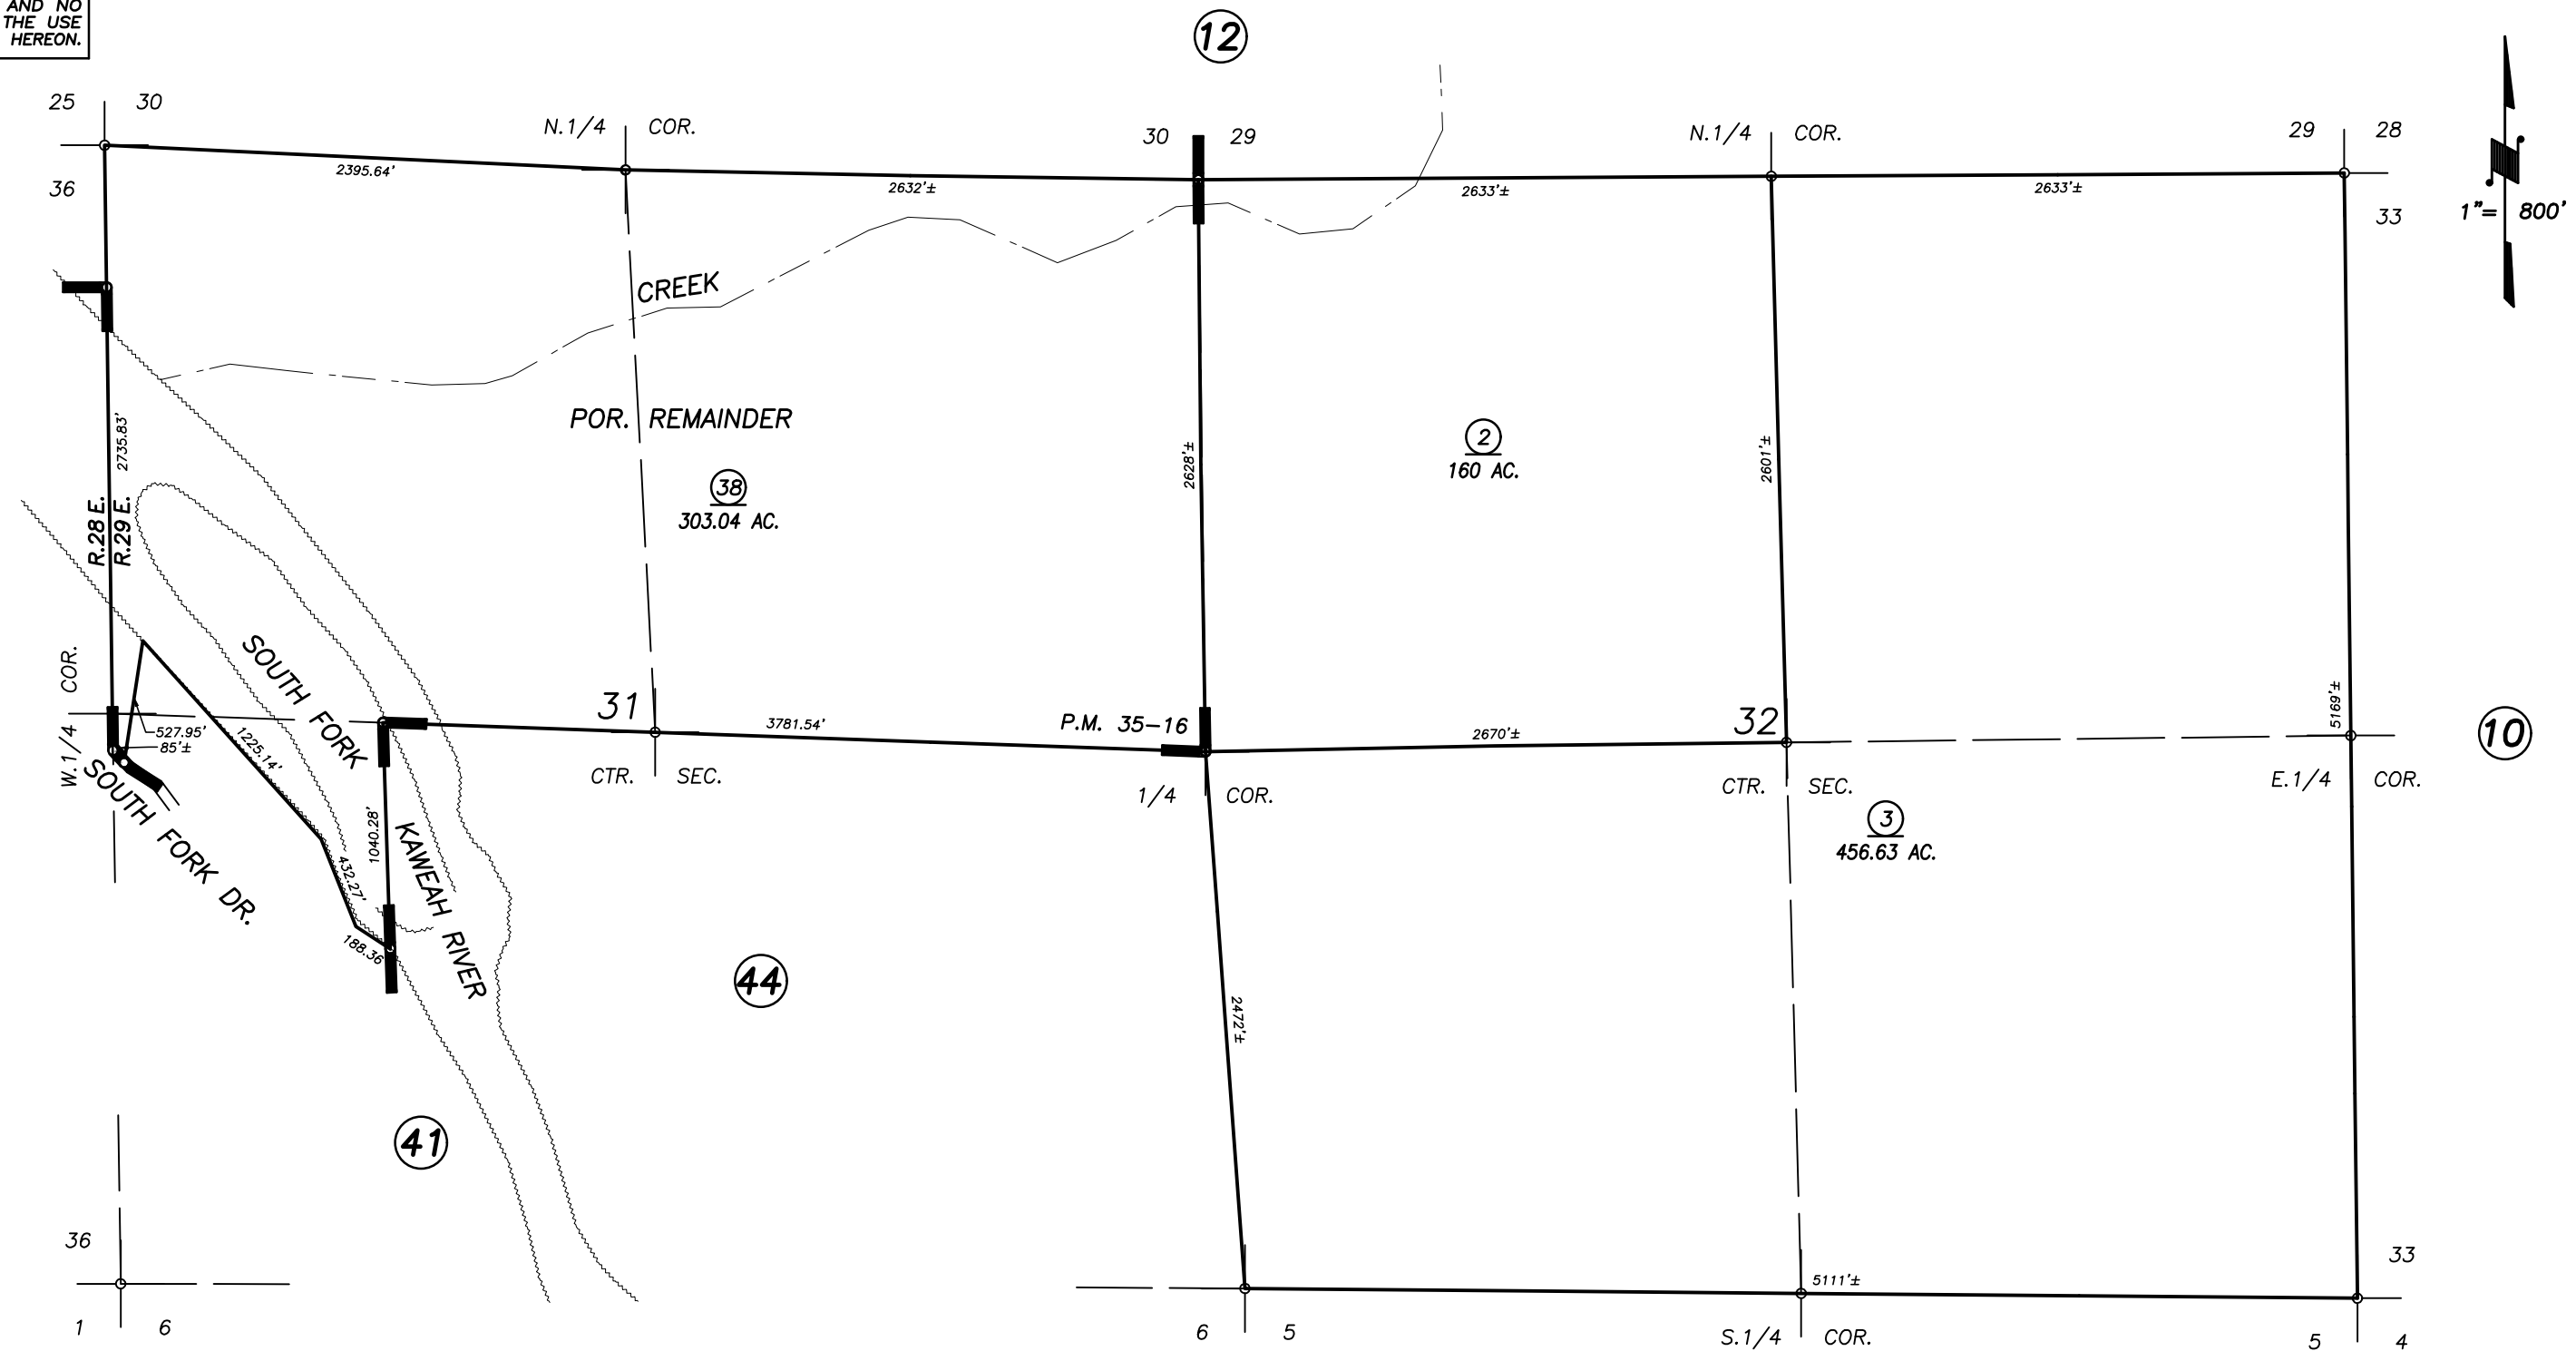 AND NO
THE USE
HEREON.
12
25 30
N.1/4 COR.
30 29
N.1/4 COR.
29 28
36
2395.64'
2632'±
2633'±
2633'±
33
1"= 800'
CREEK
POR. REMAINDER
38
303.04 AC.
2735.83'
R.28 E.
R.29 E.
2628'±
2
160 AC.
2601'±
5169'±
W.1/4 COR.
527.95'
85'±
1225.14'
SOUTH FORK
KAWEAH RIVER
SOUTH FORK DR.
31
3781.54'
P.M. 35-16
2670'±
32
10
CTR. SEC.
1/4 COR.
CTR. SEC.
E.1/4 COR.
3
456.63 AC.
1040.28'
432.27'
188.36'
44
2472'±
41
36
1 6
6 5
5111'±
S.1/4 COR.
33
5 4